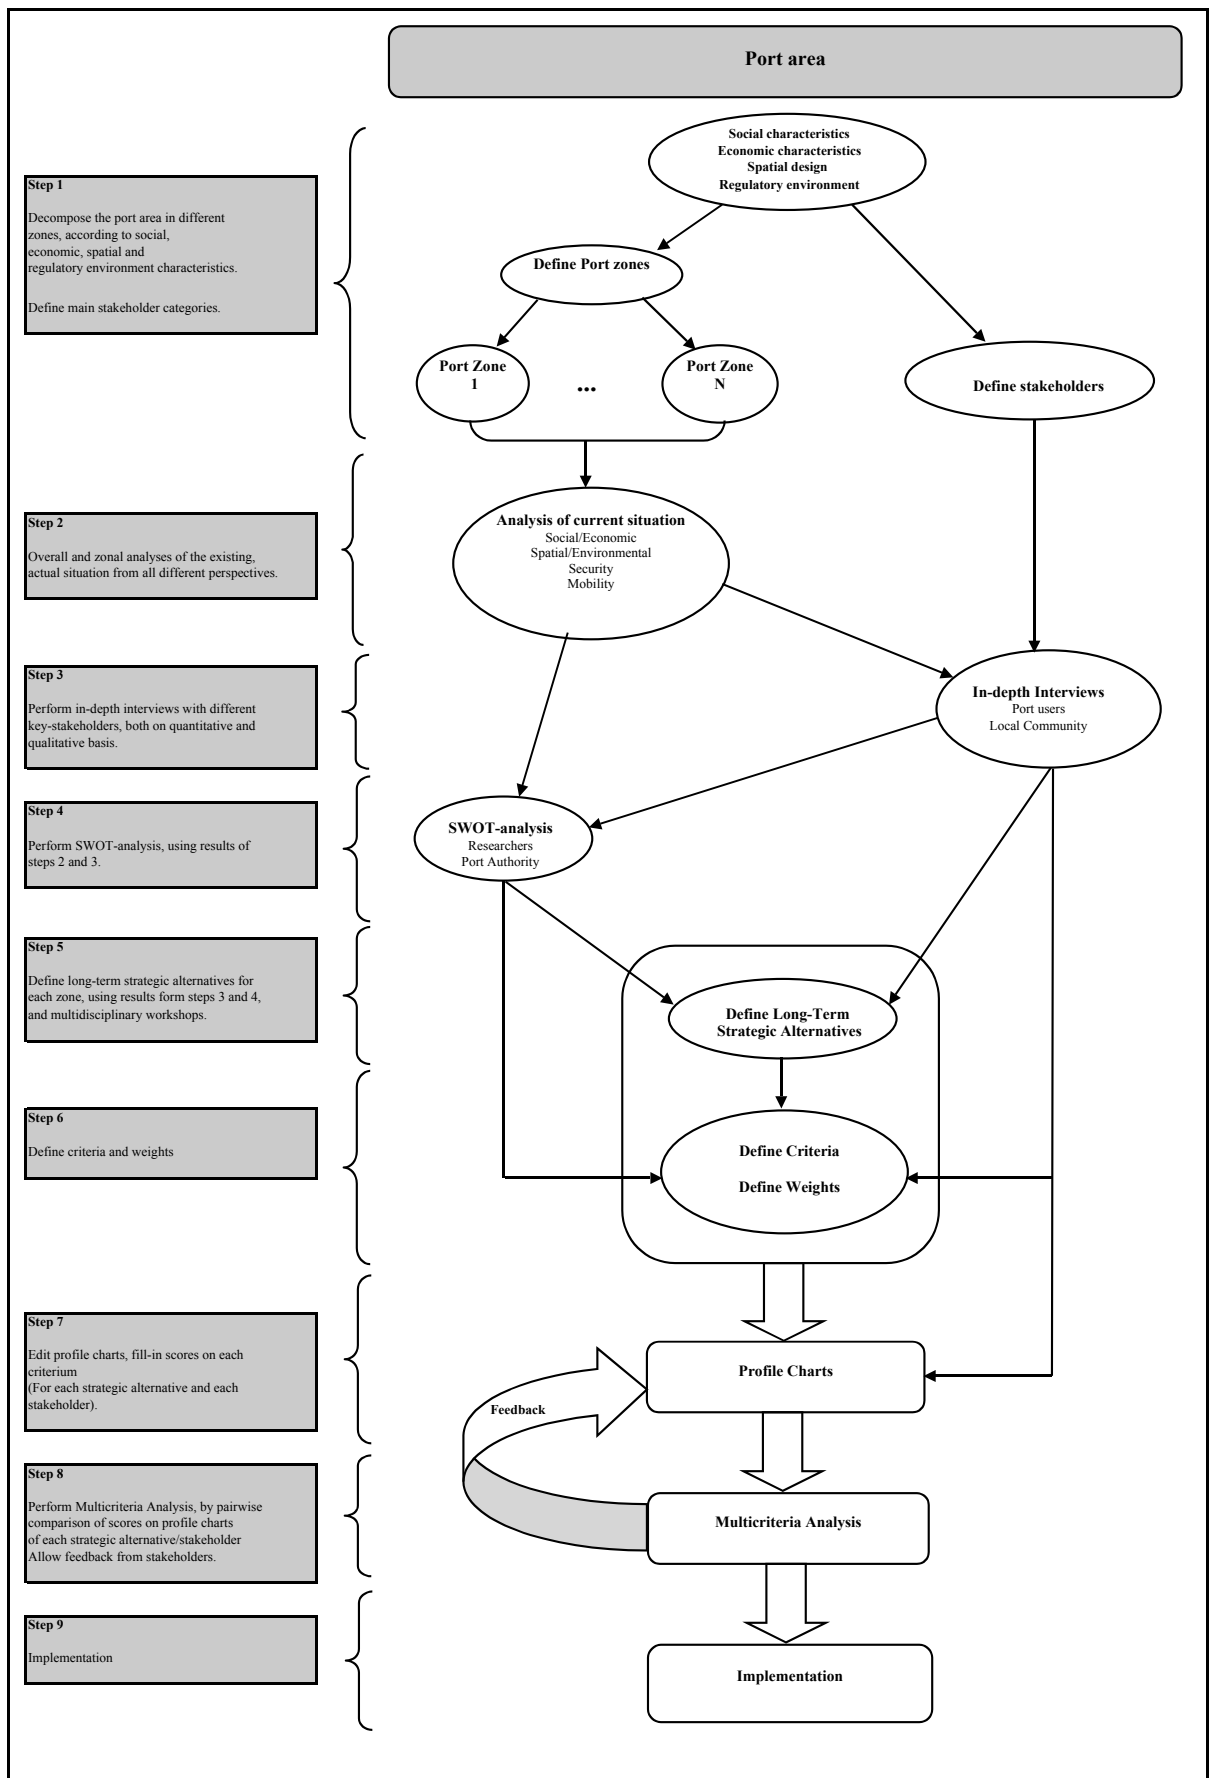 Port area
Social characteristics
Economic characteristics
Spatial design
Regulatory environment
Step 1
Decompose the port area in different
zones, according to social,
economic, spatial and
regulatory environment characteristics.
Define main stakeholder categories.
Define Port zones
Port Zone
1
...
Port Zone
N
Define stakeholders
Step 2
Overall and zonal analyses of the existing,
actual situation from all different perspectives.
Analysis of current situation
Social/Economic
Spatial/Environmental
Security
Mobility
Step 3
Perform in-depth interviews with different
key-stakeholders, both on quantitative and
qualitative basis.
In-depth Interviews
Port users
Local Community
Step 4
Perform SWOT-analysis, using results of
steps 2 and 3.
SWOT-analysis
Researchers
Port Authority
Step 5
Define long-term strategic alternatives for
each zone, using results form steps 3 and 4,
and multidisciplinary workshops.
Define Long-Term
Strategic Alternatives
Step 6
Define criteria and weights
Define Criteria
Define Weights
Step 7
Edit profile charts, fill-in scores on each
criterium
(For each strategic alternative and each
stakeholder).
Profile Charts
Feedback
Step 8
Perform Multicriteria Analysis, by pairwise
comparison of scores on profile charts
of each strategic alternative/stakeholder
Allow feedback from stakeholders.
Multicriteria Analysis
Step 9
Implementation
Implementation